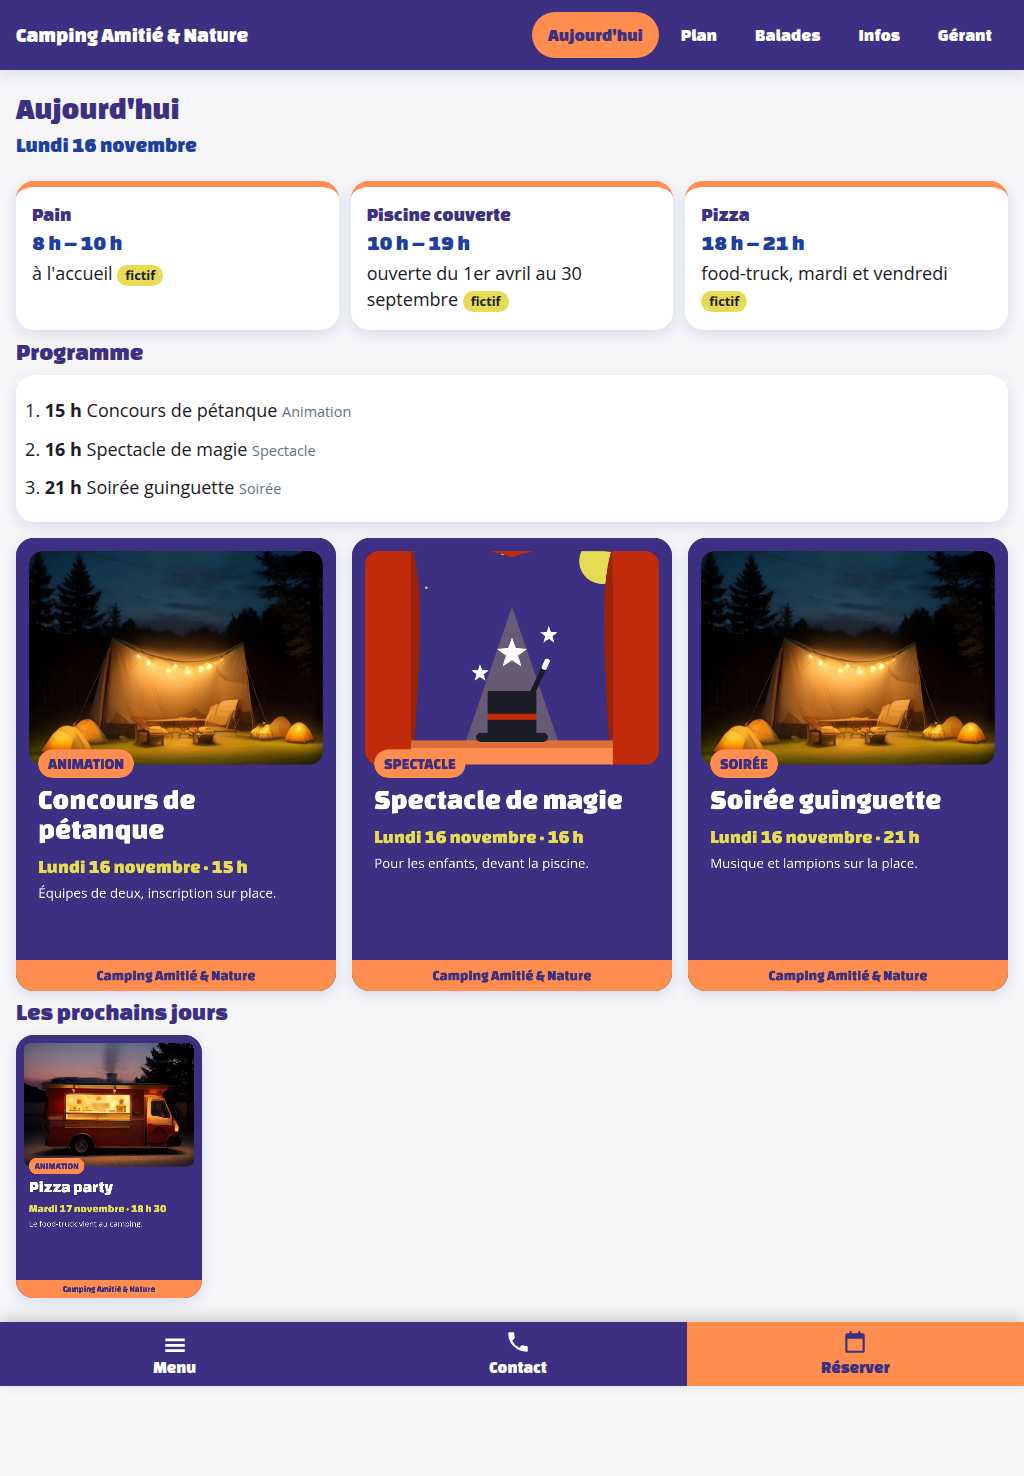 Camping Amitié & Nature
Aujourd'hui
Plan
Balades
Infos
Gérant
Aujourd'hui
Lundi 16 novembre
Pain
8 h – 10 h
à l'accueil fictif
Piscine couverte
10 h – 19 h
ouverte du 1er avril au 30
septembre fictif
Pizza
18 h – 21 h
food-truck, mardi et vendredi
fictif
Programme
1. 15 h Concours de pétanque Animation
2. 16 h Spectacle de magie Spectacle
3. 21 h Soirée guinguette Soirée
ANIMATION
Concours de
pétanque
Lundi 16 novembre · 15 h
Équipes de deux, inscription sur place.
Camping Amitié & Nature
SPECTACLE
Spectacle de magie
Lundi 16 novembre · 16 h
Pour les enfants, devant la piscine.
Camping Amitié & Nature
SOIRÉE
Soirée guinguette
Lundi 16 novembre · 21 h
Musique et lampions sur la place.
Camping Amitié & Nature
Les prochains jours
ANIMATION
Pizza party
Mardi 17 novembre · 18 h 30
Le food-truck vient au camping.
Camping Amitié & Nature
Menu
Contact
Réserver